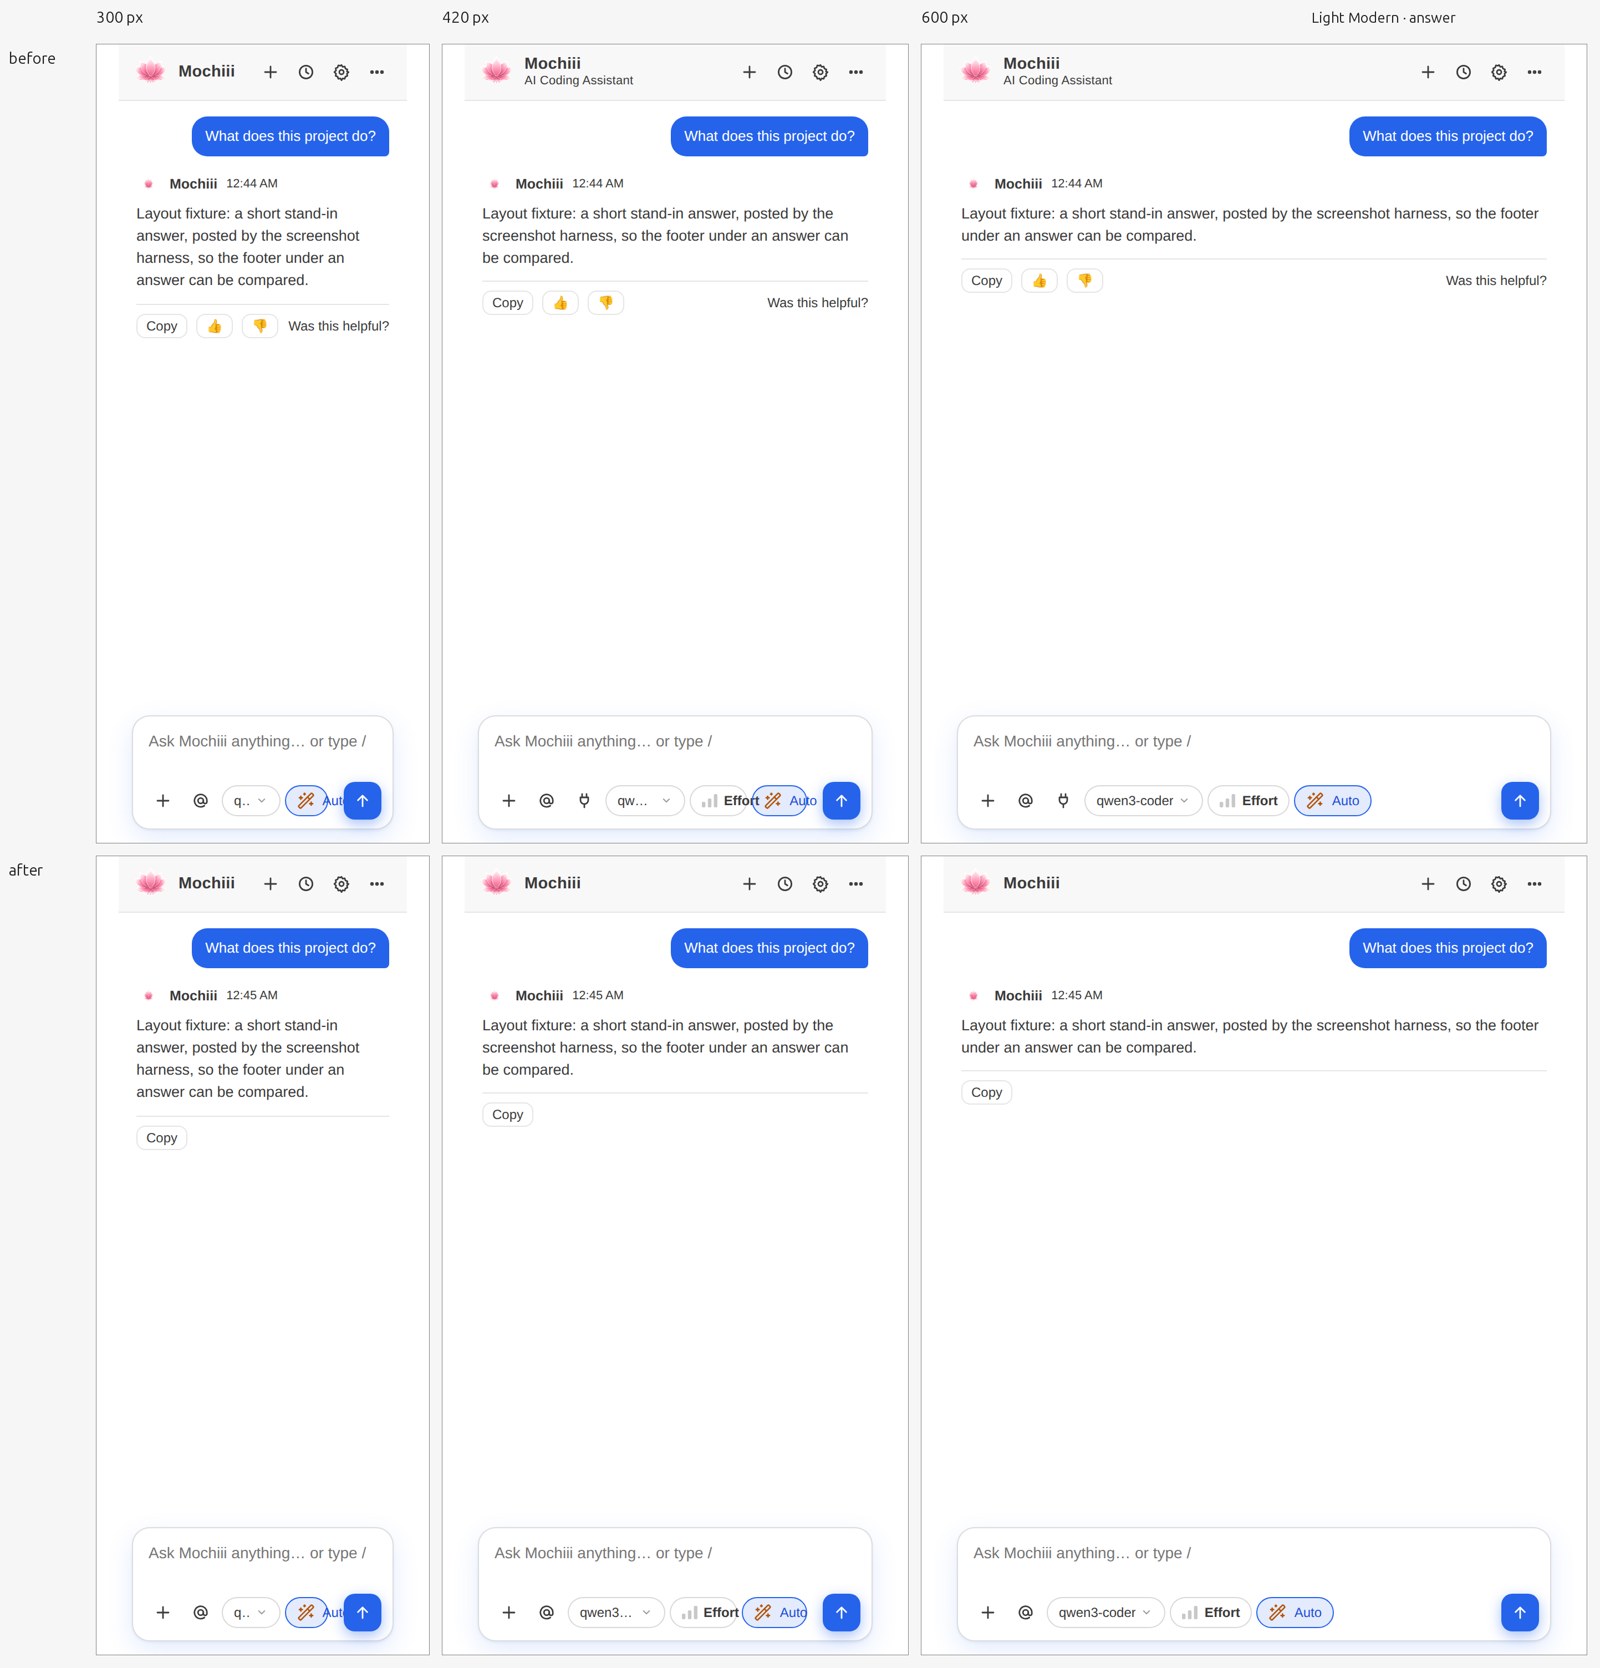 300 px
420 px
600 px
Light Modern · answer
before
Mochiii
What does this project do?
Mochiii 12:44 AM
Layout fixture: a short stand-in
answer, posted by the screenshot
harness, so the footer under an
answer can be compared.
Copy 👍 👎 Was this helpful?
Ask Mochiii anything… or type /
q.. Aut
Mochiii
AI Coding Assistant
What does this project do?
Mochiii 12:44 AM
Layout fixture: a short stand-in answer, posted by the
screenshot harness, so the footer under an answer can
be compared.
Copy 👍 👎 Was this helpful?
Ask Mochiii anything… or type /
qw... Effort Auto
Mochiii
AI Coding Assistant
What does this project do?
Mochiii 12:44 AM
Layout fixture: a short stand-in answer, posted by the screenshot harness, so the footer
under an answer can be compared.
Copy 👍 👎 Was this helpful?
Ask Mochiii anything… or type /
qwen3-coder Effort Auto
after
Mochiii
What does this project do?
Mochiii 12:45 AM
Layout fixture: a short stand-in
answer, posted by the screenshot
harness, so the footer under an
answer can be compared.
Copy
Ask Mochiii anything… or type /
q.. Aut
Mochiii
What does this project do?
Mochiii 12:45 AM
Layout fixture: a short stand-in answer, posted by the
screenshot harness, so the footer under an answer can
be compared.
Copy
Ask Mochiii anything… or type /
qwen3... Effort Auto
Mochiii
What does this project do?
Mochiii 12:45 AM
Layout fixture: a short stand-in answer, posted by the screenshot harness, so the footer
under an answer can be compared.
Copy
Ask Mochiii anything… or type /
qwen3-coder Effort Auto